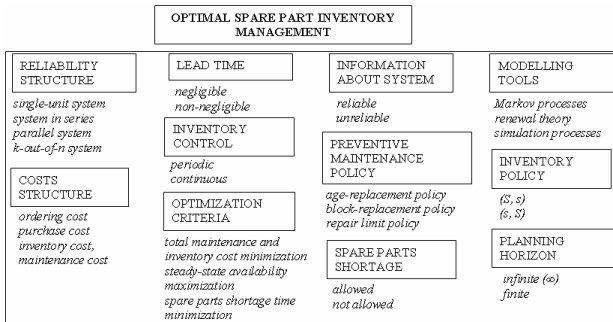 OPTIMAL SPARE PART INVENTORY
MANAGEMENT
RELIABILITY
STRUCTURE
single-unit system
system in series
parallel system
k-out-of-n system
COSTS
STRUCTURE
ordering cost
purchase cost
inventory cost,
maintenance cost
LEAD TIME
negligible
non-negligible
INVENTORY
CONTROL
periodic
continuous
OPTIMIZATION
CRITERIA
total maintenance and
inventory cost minimization
steady-state availability
maximization
spare parts shortage time
minimization
INFORMATION
ABOUT SYSTEM
reliable
unreliable
PREVENTIVE
MAINTENANCE
POLICY
age-replacement policy
block-replacement policy
repair limit policy
SPARE PARTS
SHORTAGE
allowed
not allowed
MODELLING
TOOLS
Markov processes
renewal theory
simulation processes
INVENTORY
POLICY
(S, s)
(s, S)
PLANNING
HORIZON
infinite (∞)
finite